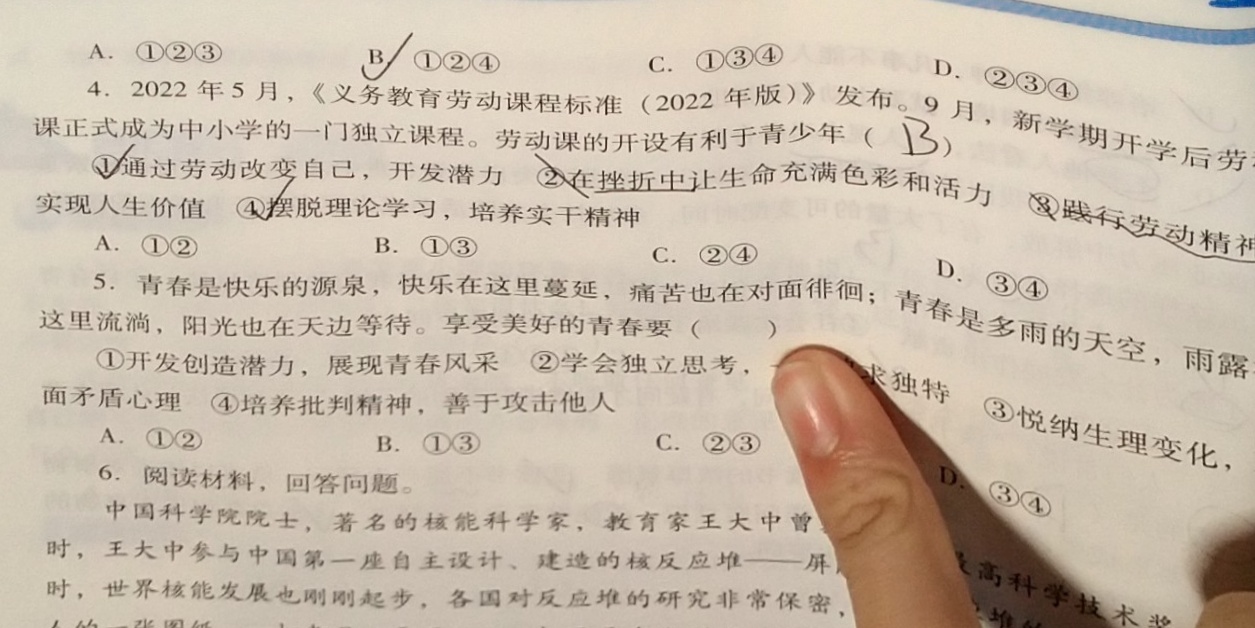 A. ①②③ B. ①②④ C. ①③④ D. ②③④
4. 2022 年 5 月，《义务教育劳动课程标准（2022 年版）》发布。9 月，新学期开学后劳
课正式成为中小学的一门独立课程。劳动课的开设有利于青少年（ B ）
①通过劳动改变自己，开发潜力 ②在挫折中让生命充满色彩和活力 ③践行劳动精神
实现人生价值 ④摆脱理论学习，培养实干精神
A. ①② B. ①③ C. ②④ D. ③④
5. 青春是快乐的源泉，快乐在这里蔓延，痛苦也在对面徘徊；青春是多雨的天空，雨露
这里流淌，阳光也在天边等待。享受美好的青春要（ ）
①开发创造潜力，展现青春风采 ②学会独立思考， 求独特 ③悦纳生理变化，
面矛盾心理 ④培养批判精神，善于攻击他人
A. ①② B. ①③ C. ②③ D. ③④
6. 阅读材料，回答问题。
中国科学院院士，著名的核能科学家，教育家王大中曾 最高科学技术奖
时，王大中参与中国第一座自主设计、建造的核反应堆——屏
时，世界核能发展也刚刚起步，各国对反应堆的研究非常保密，